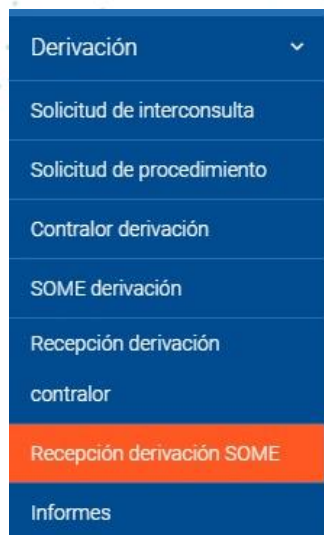 Derivación
Solicitud de interconsulta
Solicitud de procedimiento
Contralor derivación
SOME derivación
Recepción derivación
contralor
Recepción derivación SOME
Informes